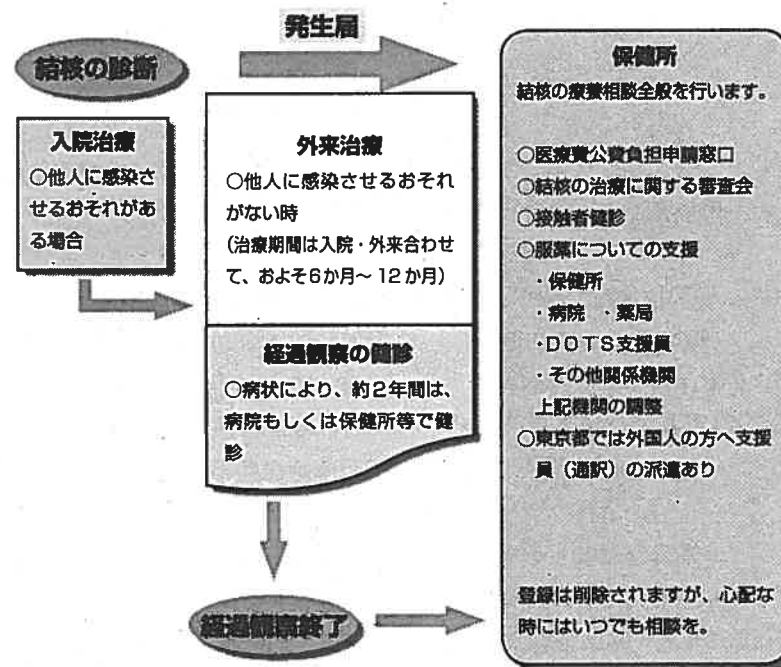 発生届
結核の診断
入院治療
○他人に感染さ
せるおそれがあ
る場合
外来治療
○他人に感染させるおそれ
がない時
(治療期間は入院・外来合わせ
て、およそ6か月~12か月)
経過観察の健診
○病状により、約2年間は、
病院もしくは保健所等で健
診
経過観察終了
保健所
結核の療養相談全般を行います。
○医療費公費負担申請窓口
○結核の治療に関する審査会
○接触者健診
○服薬についての支援
・保健所
・病院 ・薬局
・DOTS支援員
・その他関係機関
上記機関の調整
○東京都では外国人の方へ支援
員(通訳)の派遣あり
登録は削除されますが、心配な
時にはいつでも相談を。